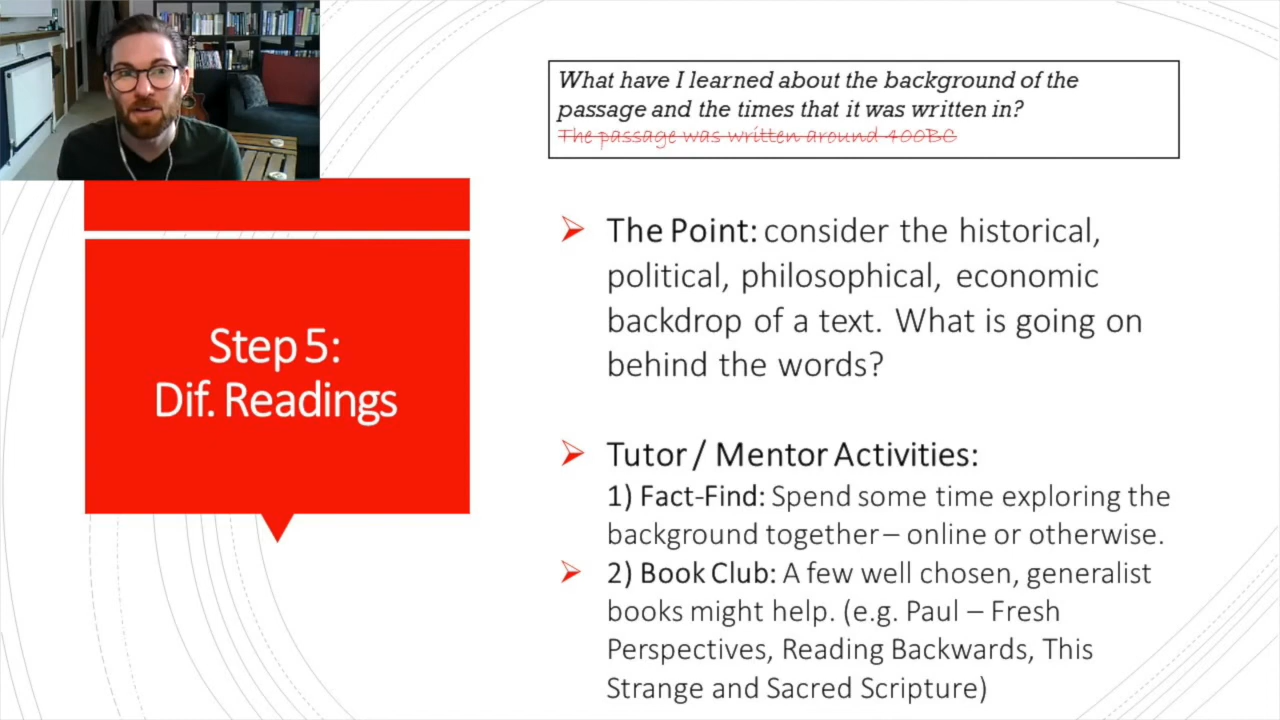 What have I learned about the background of the
passage and the times that it was written in?
The passage was written around 400BC
Step 5:
Dif. Readings
The Point: consider the historical,
political, philosophical, economic
backdrop of a text. What is going on
behind the words?
Tutor / Mentor Activities:
1) Fact-Find: Spend some time exploring the
background together – online or otherwise.
2) Book Club: A few well chosen, generalist
books might help. (e.g. Paul – Fresh
Perspectives, Reading Backwards, This
Strange and Sacred Scripture)